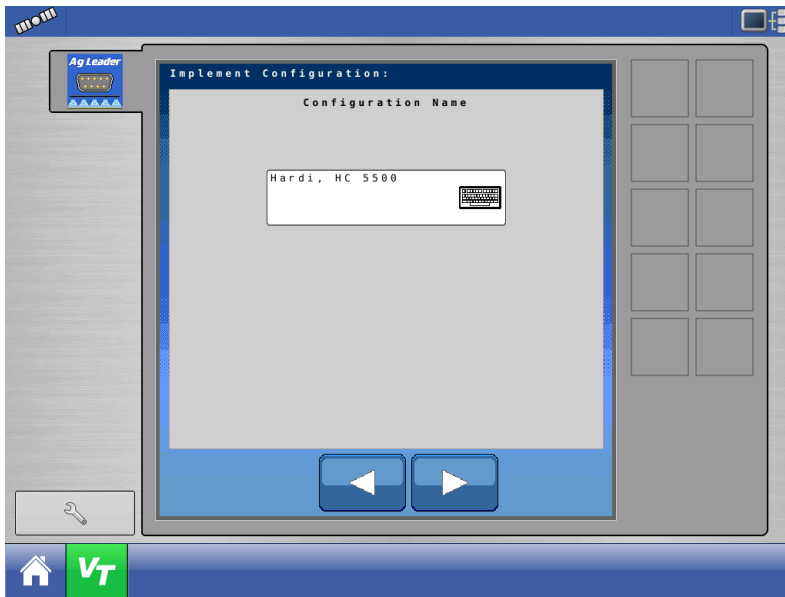 Ag Leader
Implement Configuration:
Configuration Name
Hardi, HC 5500
VT